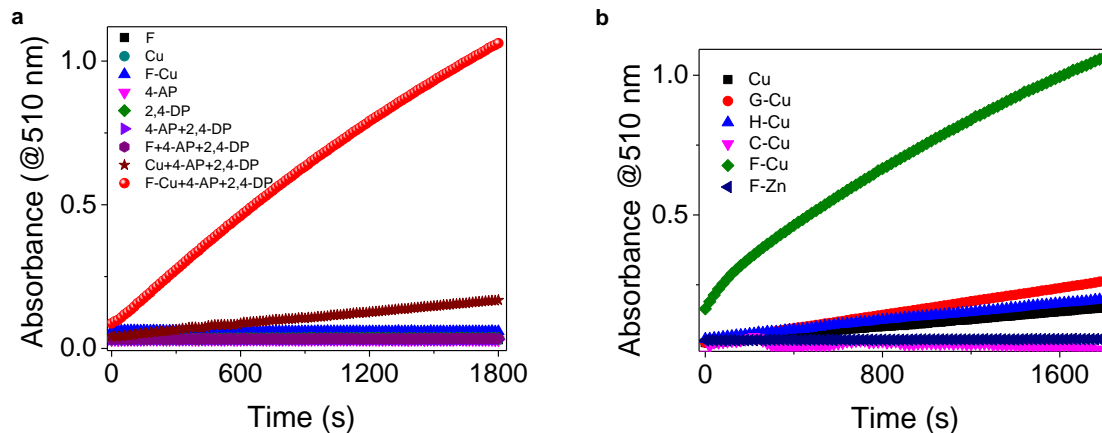 a
Absorbance (@510 nm)
1.0
0.5
0.0
F
Cu
F-Cu
4-AP
2,4-DP
4-AP+2,4-DP
F+4-AP+2,4-DP
Cu+4-AP+2,4-DP
F-Cu+4-AP+2,4-DP
0 600 1200 1800
Time (s)
b
Absorbance @510 nm
1.0
0.5
Cu
G-Cu
H-Cu
C-Cu
F-Cu
F-Zn
0 800 1600
Time (s)